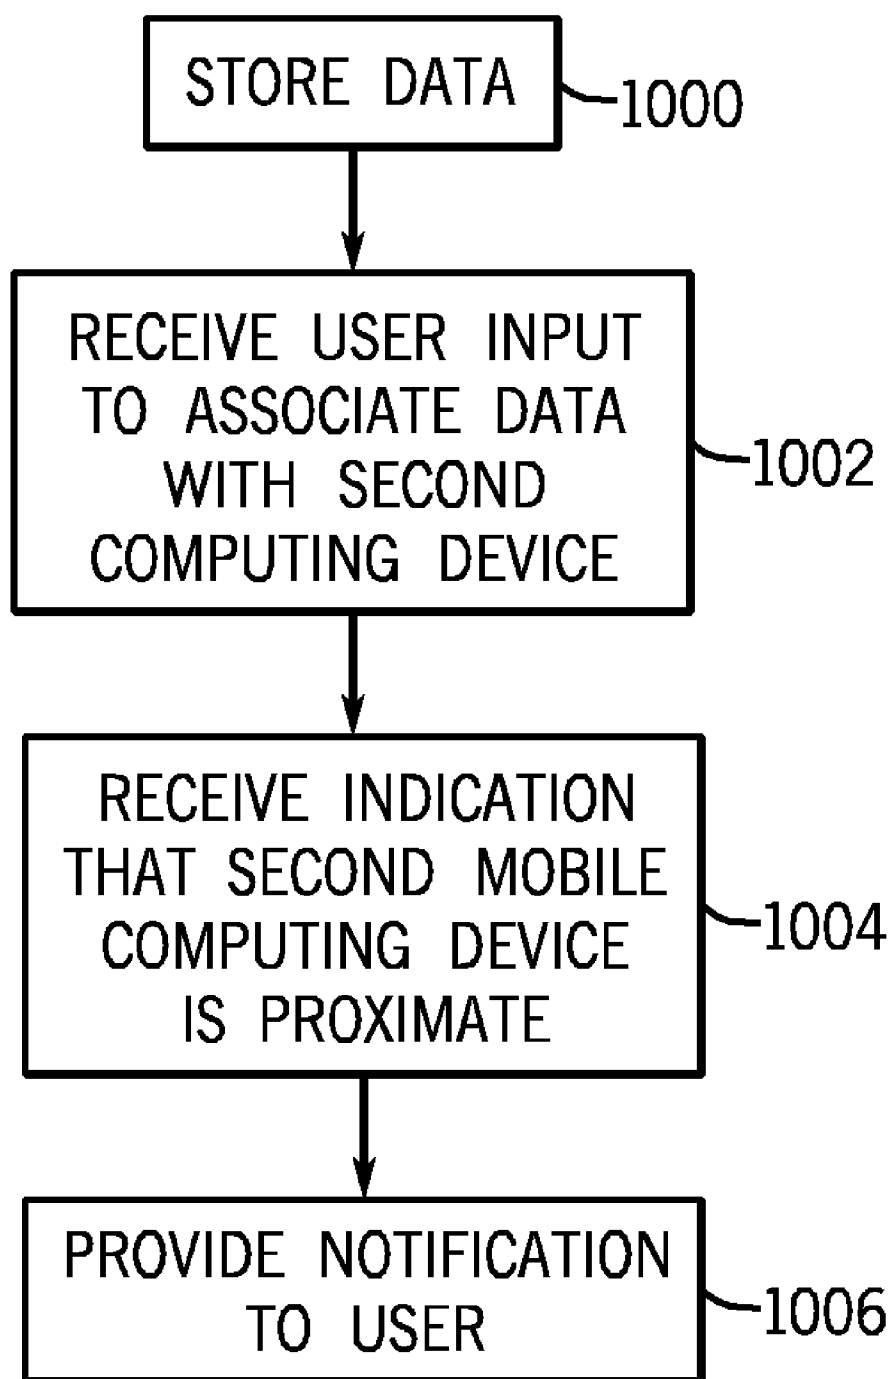 STORE DATA
1000
RECEIVE USER INPUT
TO ASSOCIATE DATA
WITH SECOND
COMPUTING DEVICE
1002
RECEIVE INDICATION
THAT SECOND MOBILE
COMPUTING DEVICE
IS PROXIMATE
1004
PROVIDE NOTIFICATION
TO USER
1006